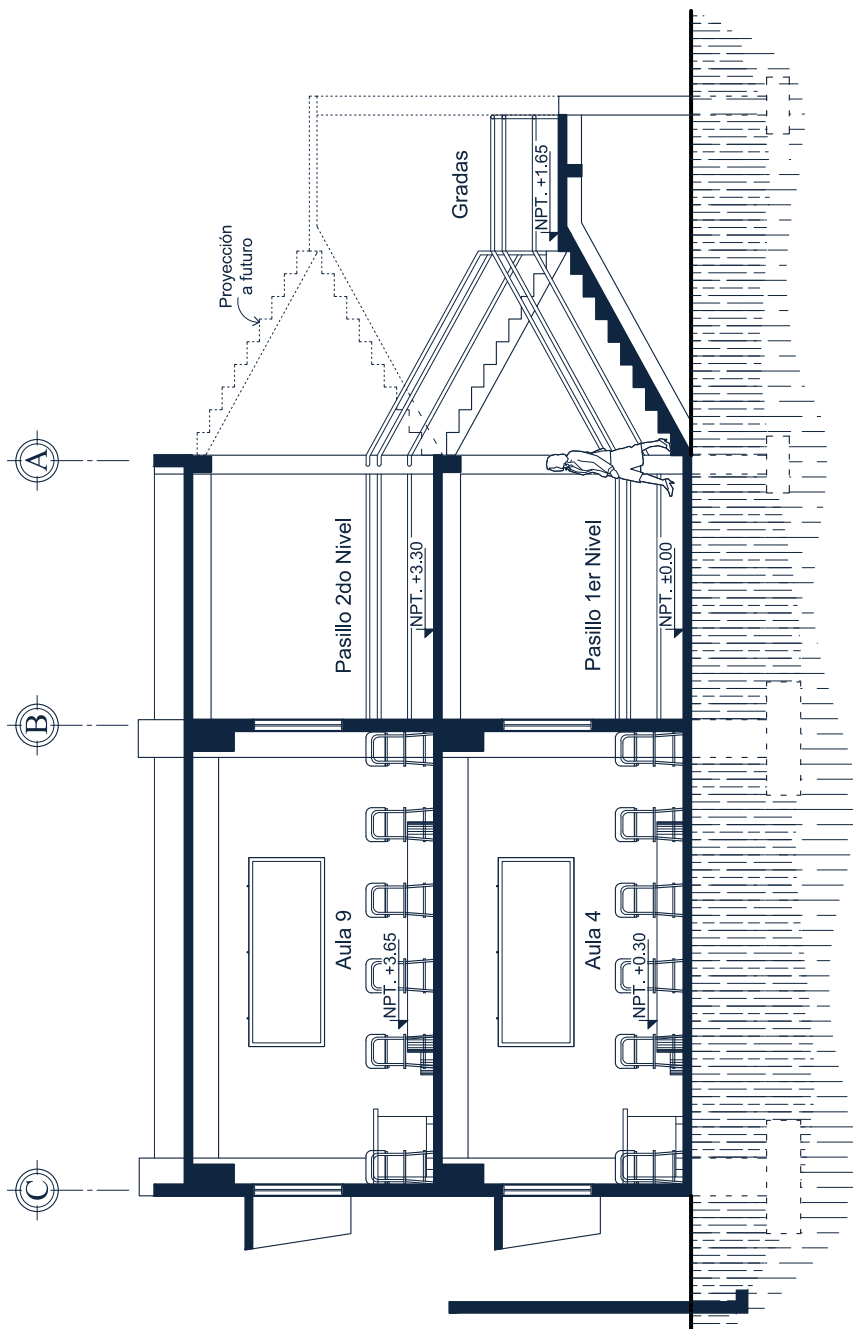 C
B
A
Proyección
a futuro
Aula 9
Pasillo 2do Nivel
NPT. +3.65
NPT. +3.30
Gradas
NPT. +1.65
Aula 4
Pasillo 1er Nivel
NPT. +0.30
NPT. ±0.00